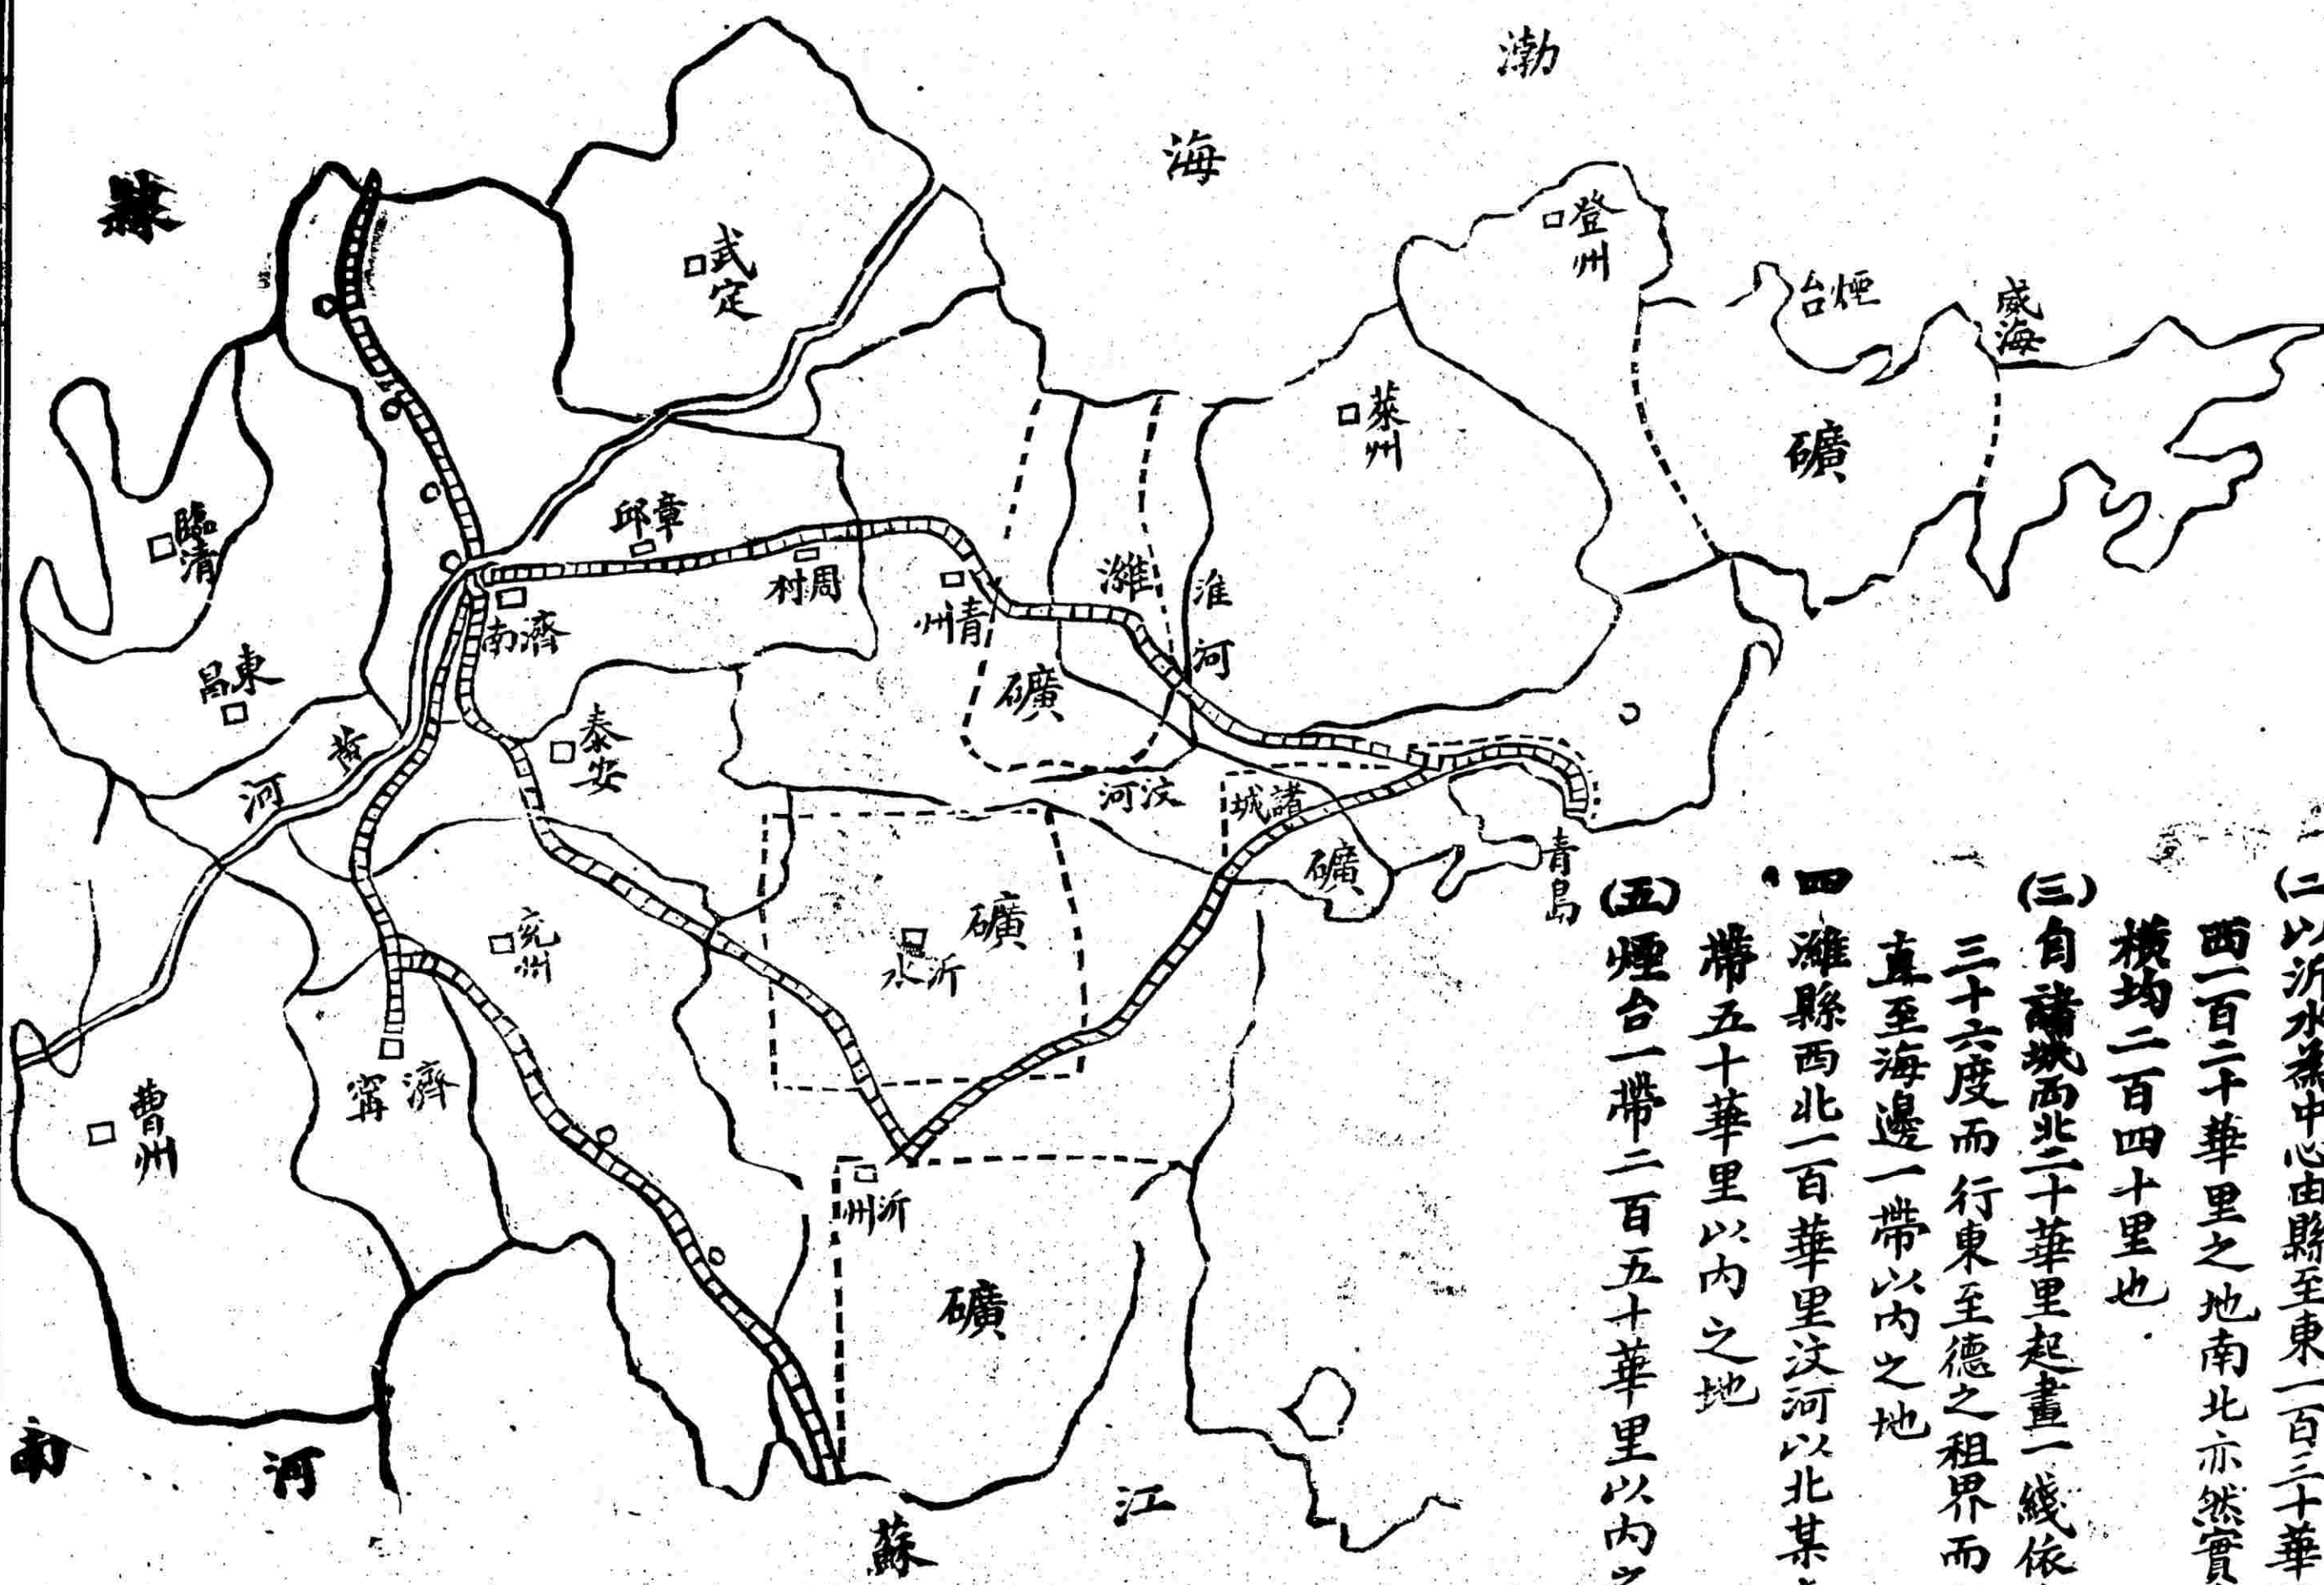 渤
海
隸
武定
登州
煙台
威海
萊州
礦
臨清
章邱
周村
濟南
青州
濰
淮河
東昌
黃河
泰安
礦
汶河
諸城
礦
青島
兗州
礦
沂水
濟甯
曹州
沂州
礦
河南
江蘇
(二)以沂水為中心由縣至東一百二十華
西一百二十華里之地南北亦然實
橫均二百四十里也
(三)自諸城西北二十華里起畫一綫依
三十六度而行東至德之租界而
直至海邊一帶以內之地
四 濰縣西北一百華里汶河以北某
帶五十華里以內之地
(五)煙台一帶二百五十華里以內之